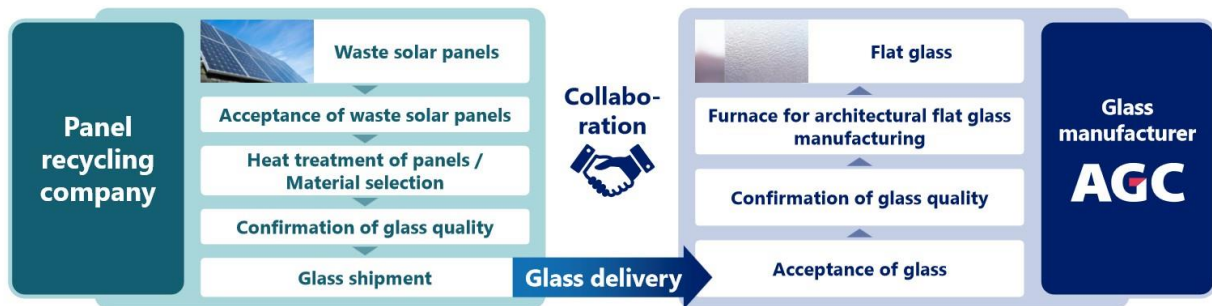 Panel
recycling
company
Waste solar panels
Acceptance of waste solar panels
Heat treatment of panels /
Material selection
Confirmation of glass quality
Glass shipment
Collabo-
ration
Glass delivery
Flat glass
Furnace for architectural flat glass
manufacturing
Confirmation of glass quality
Acceptance of glass
Glass
manufacturer
AGC